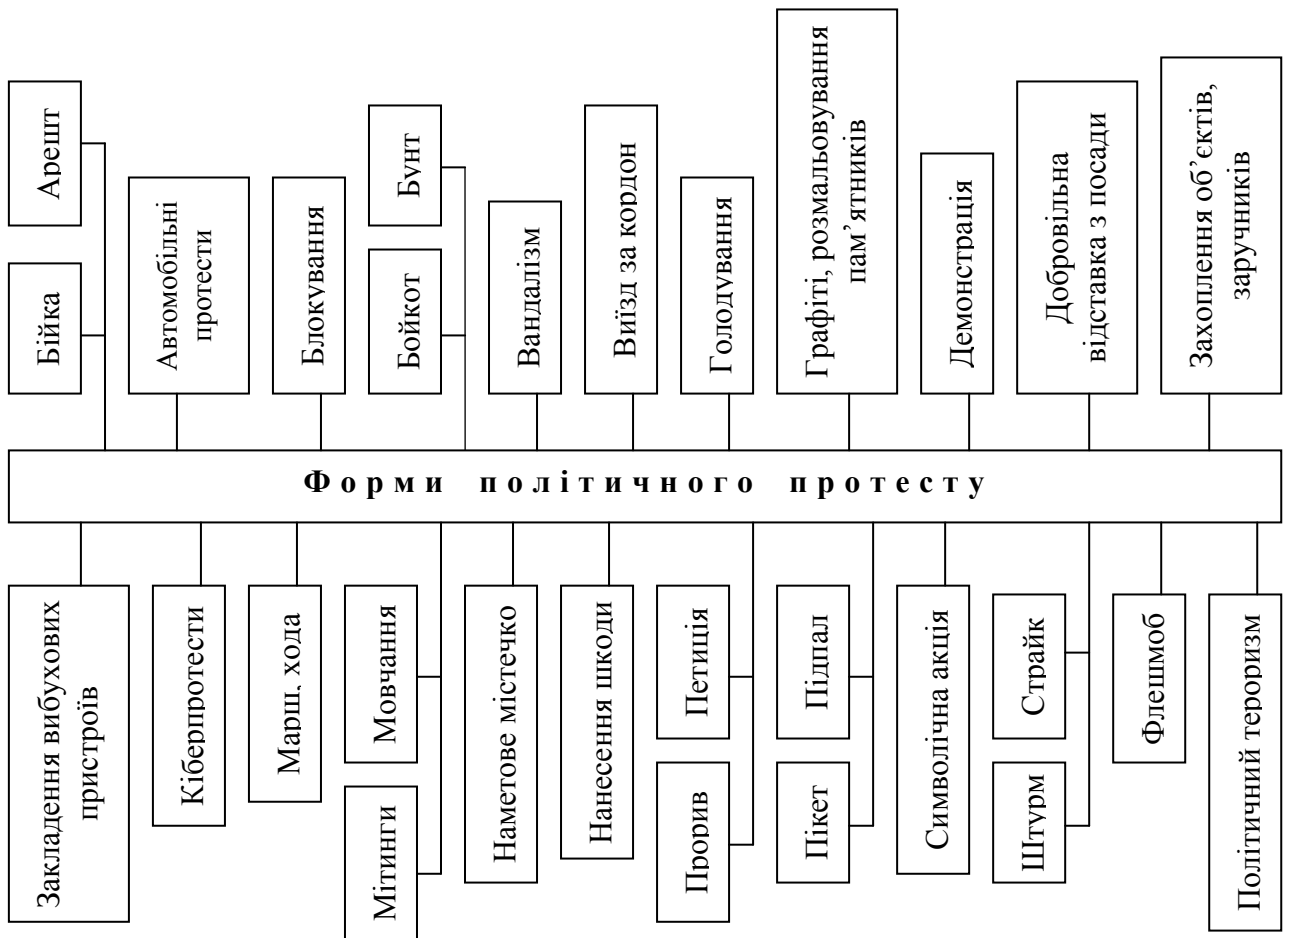 Арешт
Бійка
Автомобільні
протести
Блокування
Бунт
Бойкот
Вандалізм
Виїзд за кордон
Голодування
Графіті, розмальовування
пам’ятників
Демонстрація
Добровільна
відставка з посади
Захоплення об’єктів,
заручників
Форми політичного протесту
Закладення вибухових
пристроїв
Кіберпротести
Марш, хода
Мовчання
Мітинги
Наметове містечко
Нанесення шкоди
Петиція
Прорив
Підпал
Пікет
Символічна акція
Страйк
Штурм
Флешмоб
Політичний тероризм